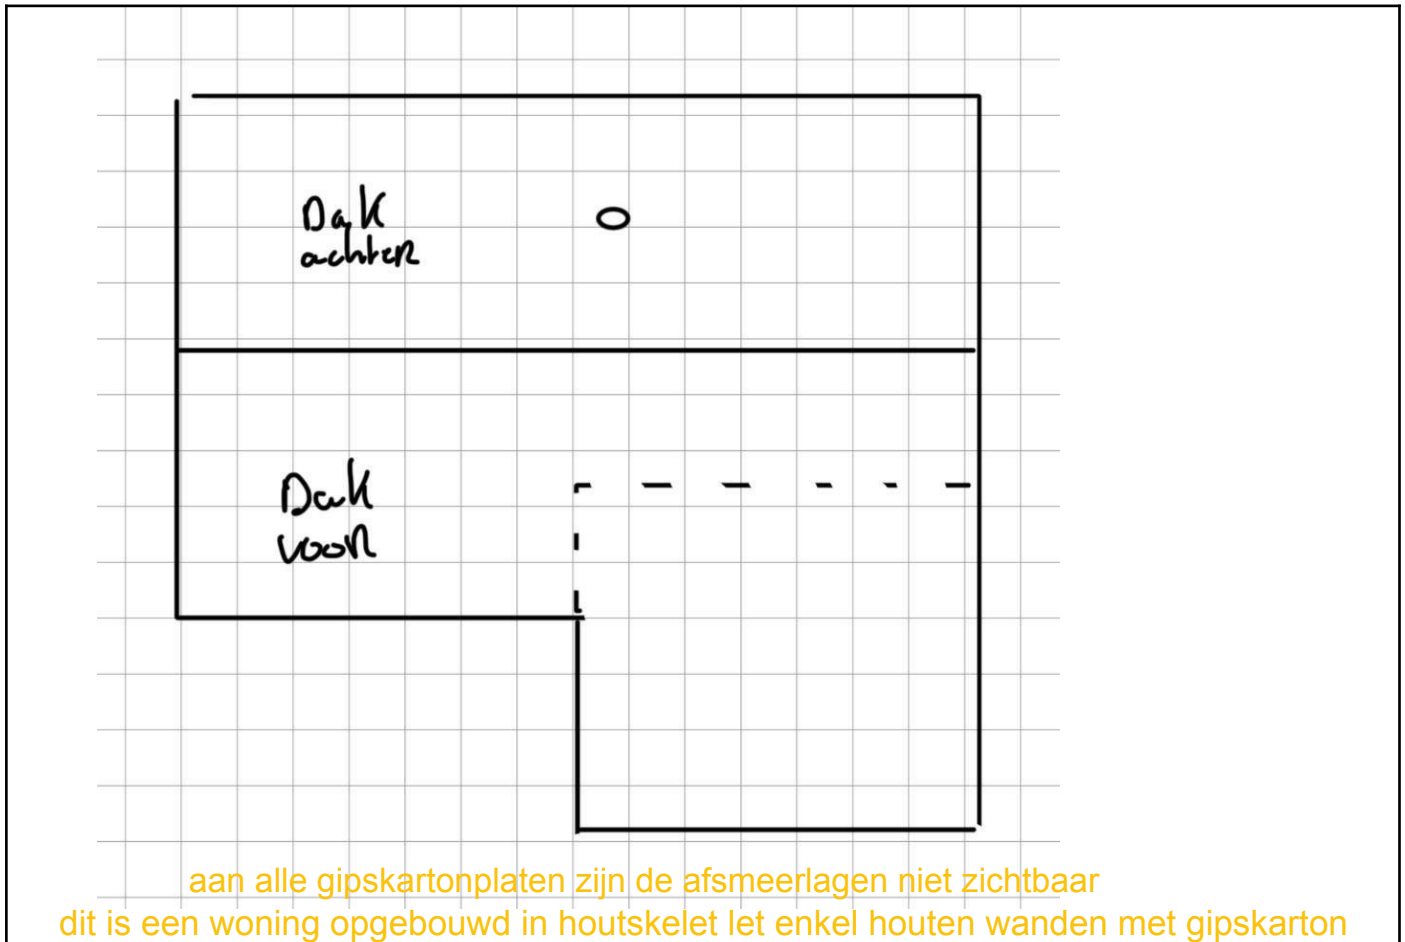 Dak
achter
Dak
voor
aan alle gipskartonplaten zijn de afsmeerlagen niet zichtbaar
dit is een woning opgebouwd in houtskelet let enkel houten wanden met gipskarton